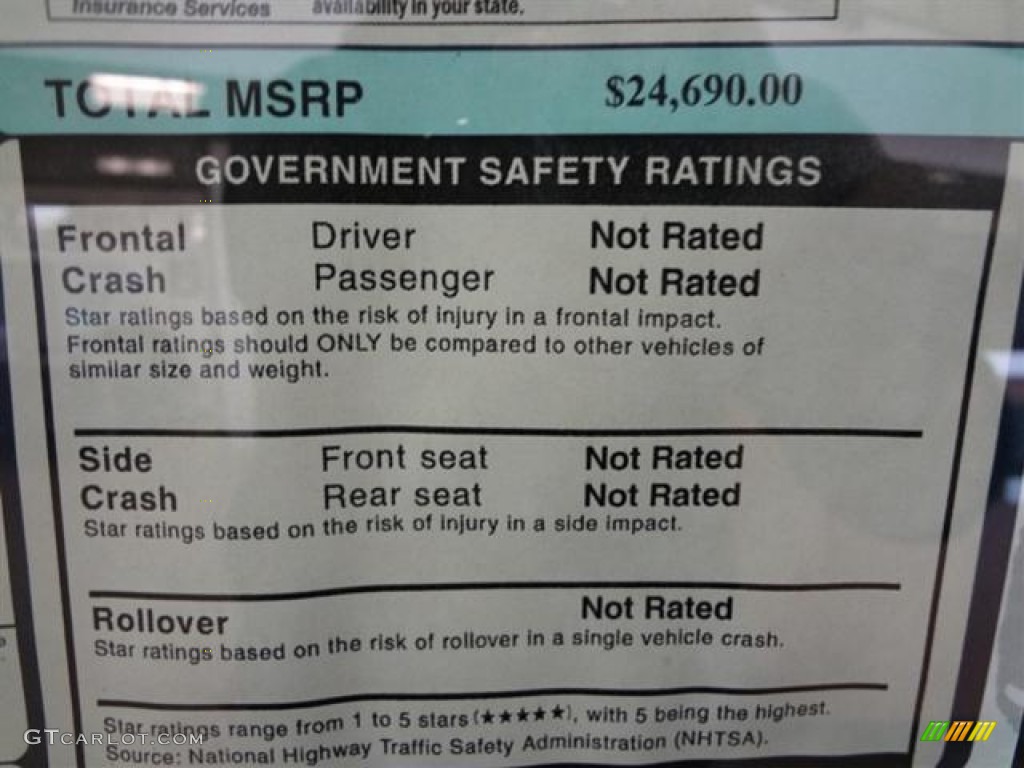 Insurance Services availability in your state.
TOTAL MSRP $24,690.00
GOVERNMENT SAFETY RATINGS
Frontal Driver Not Rated
Crash Passenger Not Rated
Star ratings based on the risk of injury in a frontal impact.
Frontal ratings should ONLY be compared to other vehicles of
similar size and weight.
Side Front seat Not Rated
Crash Rear seat Not Rated
Star ratings based on the risk of injury in a side impact.
Rollover Not Rated
Star ratings based on the risk of rollover in a single vehicle crash.
Star ratings range from 1 to 5 stars (★★★★★), with 5 being the highest.
Source: National Highway Traffic Safety Administration (NHTSA).
GTCARLOT.COM